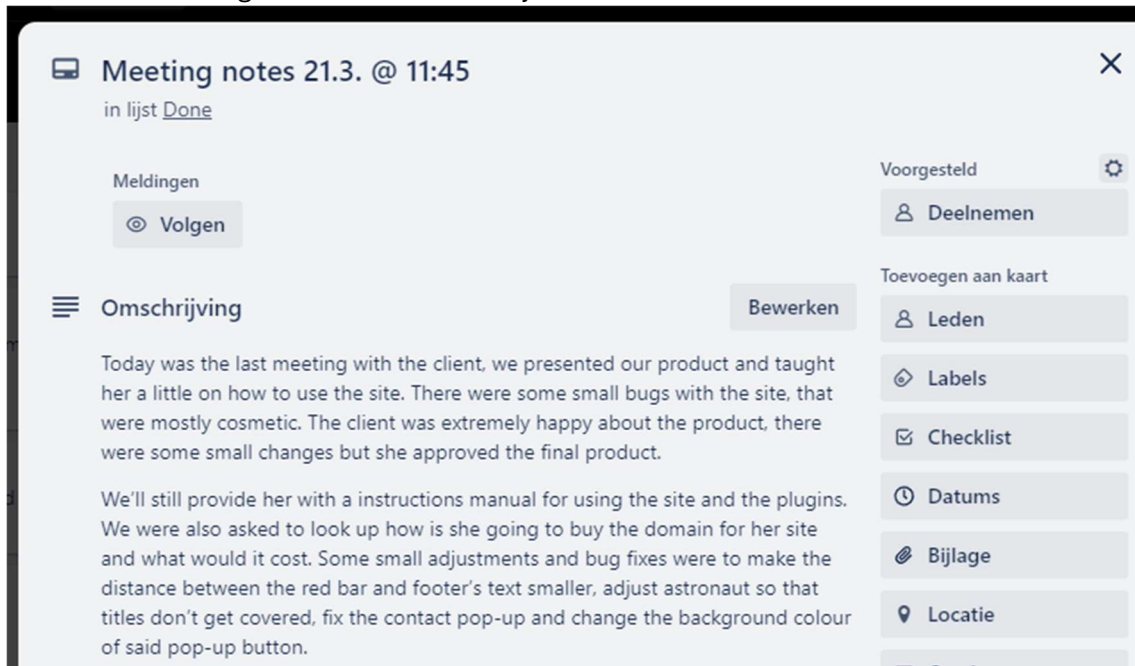 Meeting notes 21.3. @ 11:45
in lijst Done
Meldingen
Volgen
Omschrijving
Bewerken
Today was the last meeting with the client, we presented our product and taught
her a little on how to use the site. There were some small bugs with the site, that
were mostly cosmetic. The client was extremely happy about the product, there
were some small changes but she approved the final product.
We'll still provide her with a instructions manual for using the site and the plugins.
We were also asked to look up how is she going to buy the domain for her site
and what would it cost. Some small adjustments and bug fixes were to make the
distance between the red bar and footer's text smaller, adjust astronaut so that
titles don't get covered, fix the contact pop-up and change the background colour
of said pop-up button.
Voorgesteld
Deelnemen
Toevoegen aan kaart
Leden
Labels
Checklist
Datums
Bijlage
Locatie